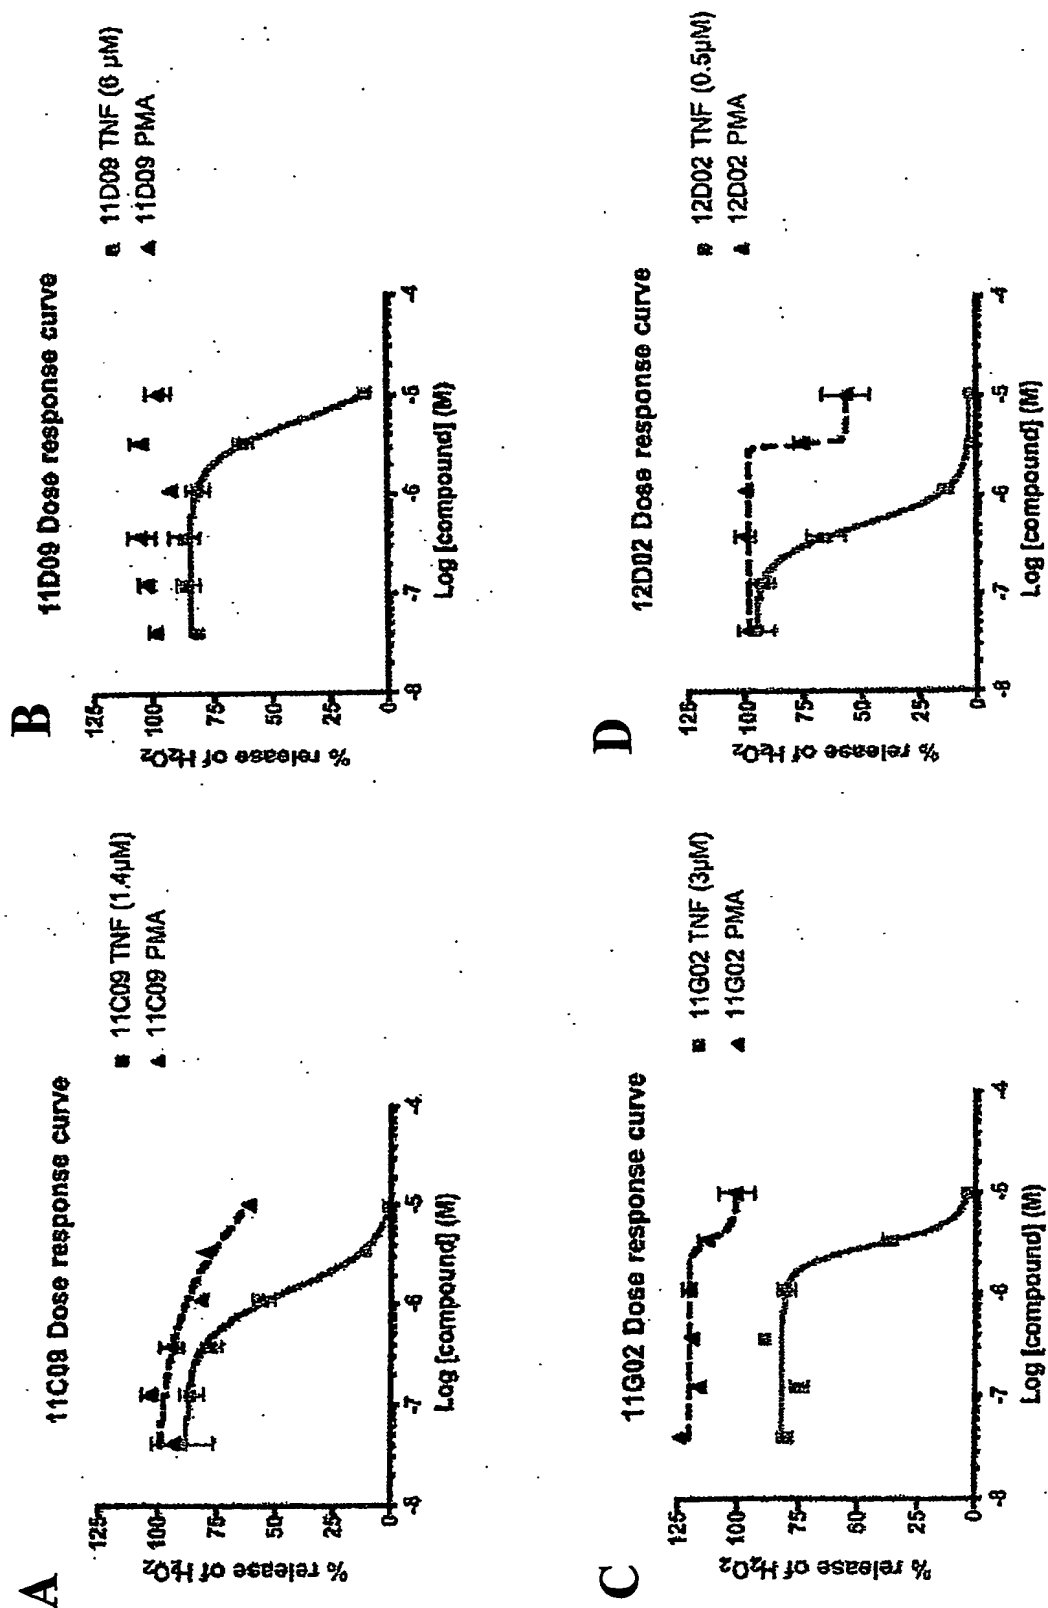 A
11C09 Dose response curve
11C09 TNF (1.4µM)
11C09 PMA
% release of H2O2
125
100
75
50
25
0
-8
-7
-6
-5
-4
Log [compound] (M)
B
11D09 Dose response curve
11D09 TNF (6 µM)
11D09 PMA
% release of H2O2
125
100
75
50
25
0
-8
-7
-6
-5
-4
Log [compound] (M)
C
11G02 Dose response curve
11G02 TNF (3µM)
11G02 PMA
% release of H2O2
125
100
75
50
25
0
-8
-7
-6
-5
-4
Log [compound] (M)
D
12D02 Dose response curve
12D02 TNF (0.5µM)
12D02 PMA
% release of H2O2
125
100
75
50
25
0
-8
-7
-6
-5
-4
Log [compound] (M)